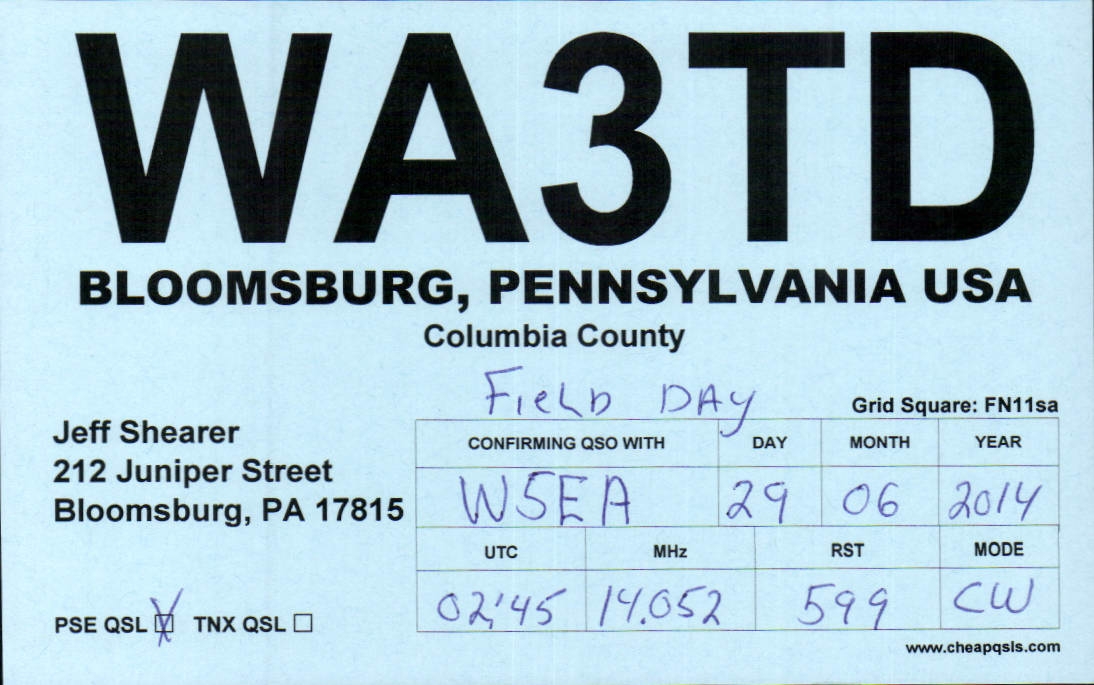 WA3TD
BLOOMSBURG, PENNSYLVANIA USA
Columbia County
FIELD DAY
Grid Square: FN11sa
Jeff Shearer
212 Juniper Street
Bloomsburg, PA 17815
CONFIRMING QSO WITH DAY MONTH YEAR
W5EA 29 06 2014
UTC MHz RST MODE
02:45 14.052 599 CW
PSE QSL ☒ TNX QSL ☐
www.cheapqsls.com